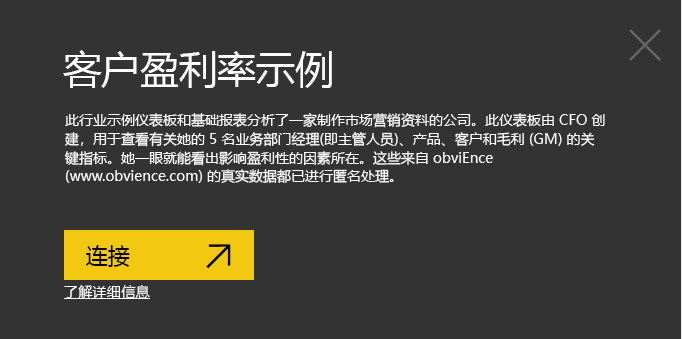 客户盈利率示例
此行业示例仪表板和基础报表分析了一家制作市场营销资料的公司。此仪表板由 CFO 创
建，用于查看有关她的 5 名业务部门经理(即主管人员)、产品、客户和毛利 (GM) 的关
键指标。她一眼就能看出影响盈利性的因素所在。这些来自 obviEnce
(www.obvience.com) 的真实数据都已进行匿名处理。
连接
了解详细信息